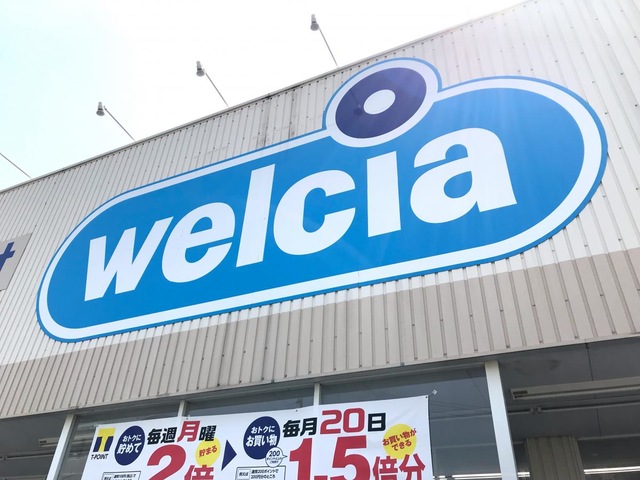 welcia
T-POINT
おトクに
貯めて
毎週月曜
貯まる
2倍
おトクに
お買い物
毎月20日
200
お買い物が
できる
1.5倍分